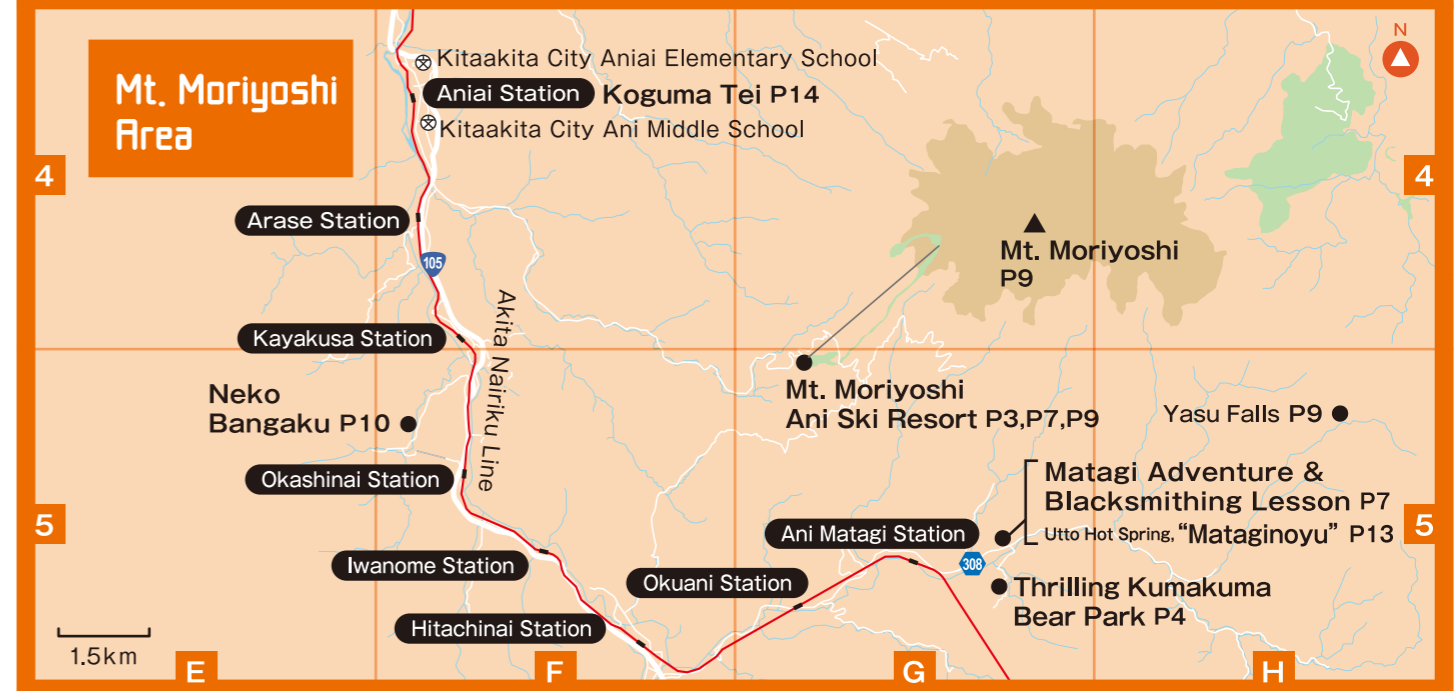 Mt. Moriyoshi
Area
N
Kitaakita City Aniai Elementary School
Aniai Station Koguma Tei P14
Kitaakita City Ani Middle School
4
4
Arase Station
105
Mt. Moriyoshi
P9
Akita Nairiku Line
Kayakusa Station
Neko
Bangaku P10
Mt. Moriyoshi
Ani Ski Resort P3,P7,P9
Yasu Falls P9
Okashinai Station
Matagi Adventure &
Blacksmithing Lesson P7
Utto Hot Spring, “Mataginoyu” P13
5
5
Ani Matagi Station
308
Iwanome Station
Okuani Station
Thrilling Kumakuma
Bear Park P4
Hitachinai Station
1.5km
E
F
G
H